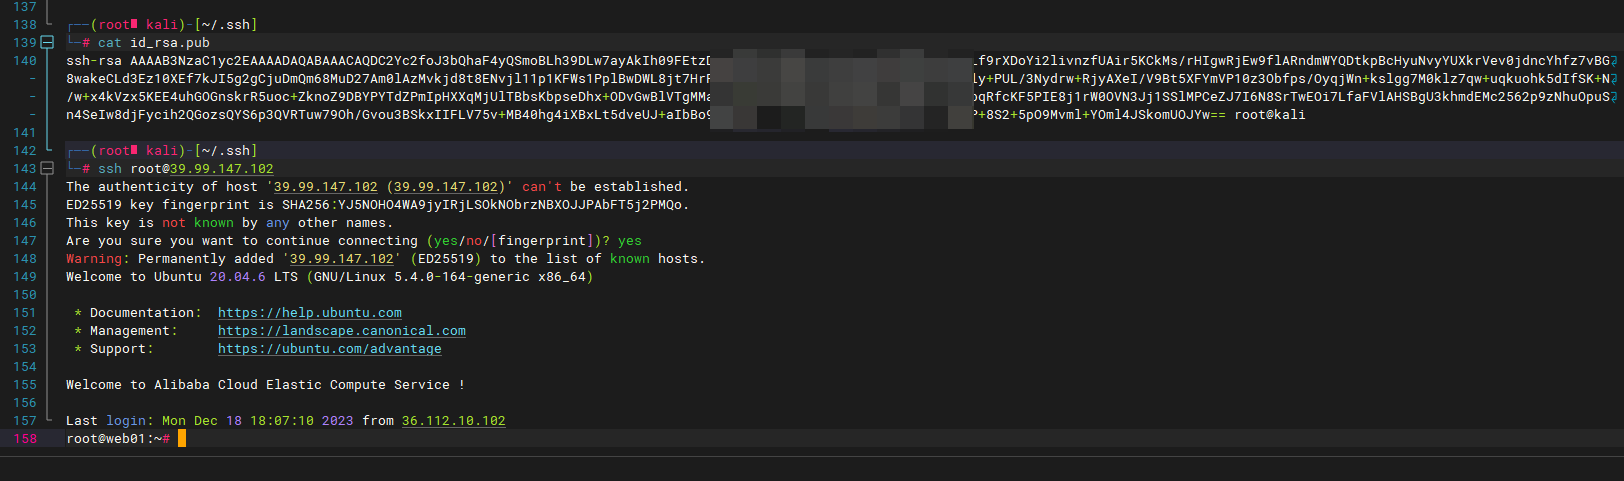 137
138 ┌──(root㉿ kali)-[~/.ssh]
139 └─# cat id_rsa.pub
140 ssh-rsa AAAAB3NzaC1yc2EAAAADAQABAAACAQDC2Yc2foJ3bQhaF4yQSmoBLh39DLw7ayAkIh09FEtzD .f9rXDoYi2livnzfUAir5KCkMs/rHIgwRjEw9flARndmWYQDtkpBcHyuNvyYUXkrVev0jdncYhfz7vBG
- 8wakeCLd3Ez10XEf7kJI5g2gCjuDmQm68MuD27Am0lAzMvkjd8t8ENvjl11p1KFWs1PplBwDWL8jt7Hr ly+PUL/3Nydrw+RjyAXeI/V9Bt5XFYmVP10z3Obfps/OyqjWn+kslgg7M0klz7qw+uqkuohk5dIfSK+N
- /w+x4kVzx5KEE4uhGOGnskrR5uoc+ZknoZ9DBYPYTdZPmIpHXXqMjUlTBbsKbpseDhx+ODvGwBlVTgMM qRfcKF5PIE8j1rW0OVN3Jj1SSlMPCeZJ7I6N8SrTwEOi7LfaFVlAHSBgU3khmdEMc2562p9zNhuOpuS
- n4SeIw8djFycih2QGozsQYS6p3QVRTuw79Oh/Gvou3BSkxIIFLV75v+MB40hg4iXBxLt5dveUJ+aIbBo +8S2+5pO9Mvml+YOml4JSkomUOJYw== root@kali
141
142 ┌──(root㉿ kali)-[~/.ssh]
143 └─# ssh root@39.99.147.102
144 The authenticity of host '39.99.147.102 (39.99.147.102)' can't be established.
145 ED25519 key fingerprint is SHA256:YJ5NOHO4WA9jyIRjLSOkNObrzNBXOJJPAbFT5j2PMQo.
146 This key is not known by any other names.
147 Are you sure you want to continue connecting (yes/no/[fingerprint])? yes
148 Warning: Permanently added '39.99.147.102' (ED25519) to the list of known hosts.
149 Welcome to Ubuntu 20.04.6 LTS (GNU/Linux 5.4.0-164-generic x86_64)
150
151 * Documentation: https://help.ubuntu.com
152 * Management: https://landscape.canonical.com
153 * Support: https://ubuntu.com/advantage
154
155 Welcome to Alibaba Cloud Elastic Compute Service !
156
157 Last login: Mon Dec 18 18:07:10 2023 from 36.112.10.102
158 root@web01:~#